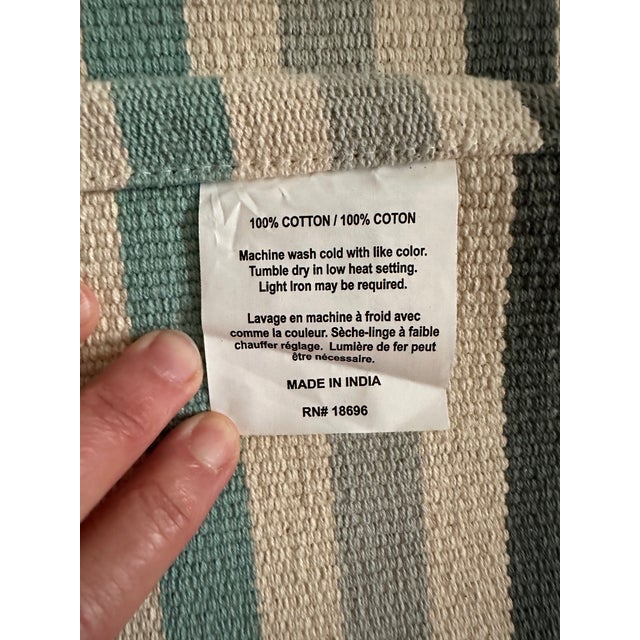 100% COTTON / 100% COTON
Machine wash cold with like color.
Tumble dry in low heat setting.
Light Iron may be required.
Lavage en machine à froid avec
comme la couleur. Sèche-linge à faible
chauffer réglage. Lumière de fer peut
être nécessaire.
MADE IN INDIA
RN# 18696